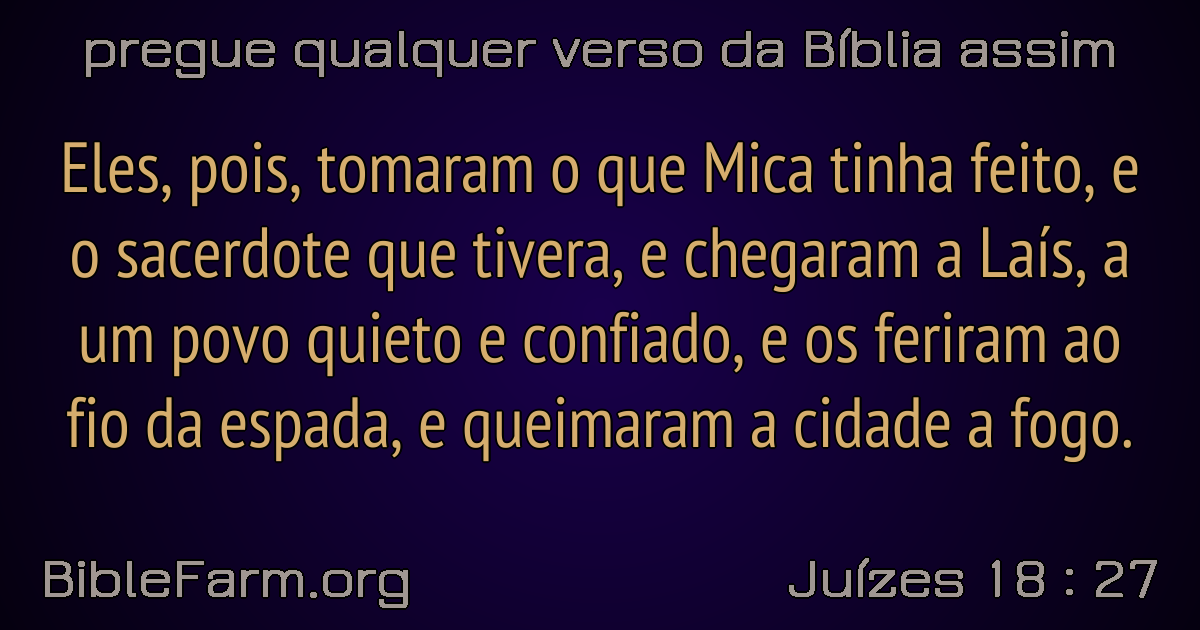 pregue qualquer verso da Bíblia assim
Eles, pois, tomaram o que Mica tinha feito, e
o sacerdote que tivera, e chegaram a Laís, a
um povo quieto e confiado, e os feriram ao
fio da espada, e queimaram a cidade a fogo.
BibleFarm.org
Juízes 18 : 27